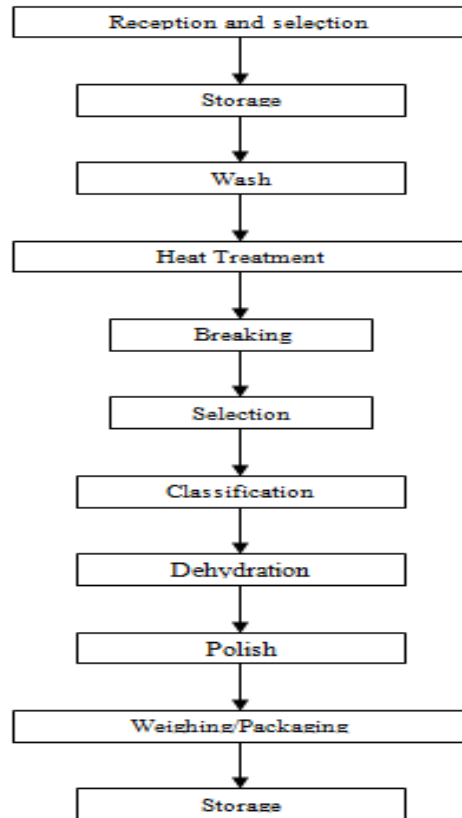 Reception and selection
Storage
Wash
Heat Treatment
Breaking
Selection
Classification
Dehydration
Polish
Weighing/Packaging
Storage